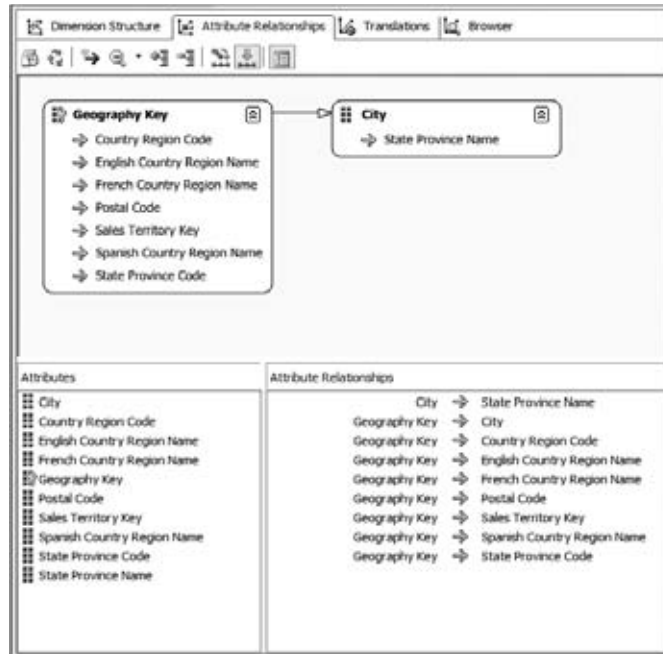 Dimension Structure Attribute Relationships Translations Browser
Geography Key
Country Region Code
English Country Region Name
French Country Region Name
Postal Code
Sales Territory Key
Spanish Country Region Name
State Province Code
City
State Province Name
Attributes
City
Country Region Code
English Country Region Name
French Country Region Name
Geography Key
Postal Code
Sales Territory Key
Spanish Country Region Name
State Province Code
State Province Name
Attribute Relationships
City State Province Name
Geography Key City
Geography Key Country Region Code
Geography Key English Country Region Name
Geography Key French Country Region Name
Geography Key Postal Code
Geography Key Sales Territory Key
Geography Key Spanish Country Region Name
Geography Key State Province Code